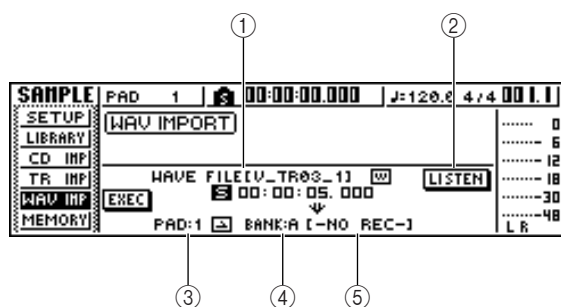 ① ②
SAMPLE PAD 1 S 00:00:00.000 ♩=120.0 4/4 001.1
SETUP
LIBRARY
CD IMP
TR IMP
WAV IMP
MEMORY
WAV IMPORT
WAVE FILE[V_TR03_1] W LISTEN
EXEC S 00:00:05.000
PAD:1 BANK:A [-NO REC-]
0
6
12
18
30
48
L R
③ ④ ⑤